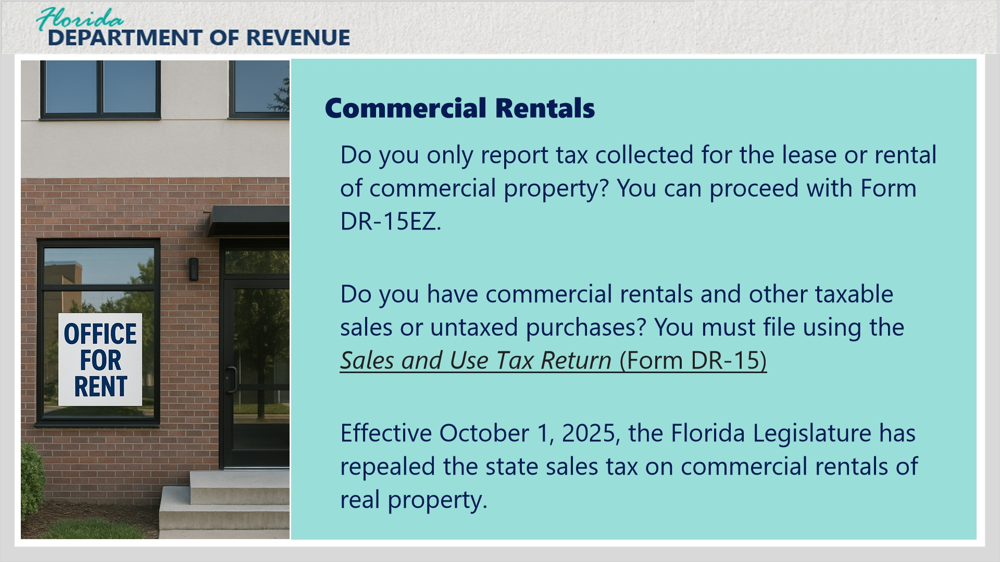 Florida
DEPARTMENT OF REVENUE
OFFICE
FOR
RENT
Commercial Rentals
Do you only report tax collected for the lease or rental
of commercial property? You can proceed with Form
DR-15EZ.
Do you have commercial rentals and other taxable
sales or untaxed purchases? You must file using the
Sales and Use Tax Return (Form DR-15)
Effective October 1, 2025, the Florida Legislature has
repealed the state sales tax on commercial rentals of
real property.